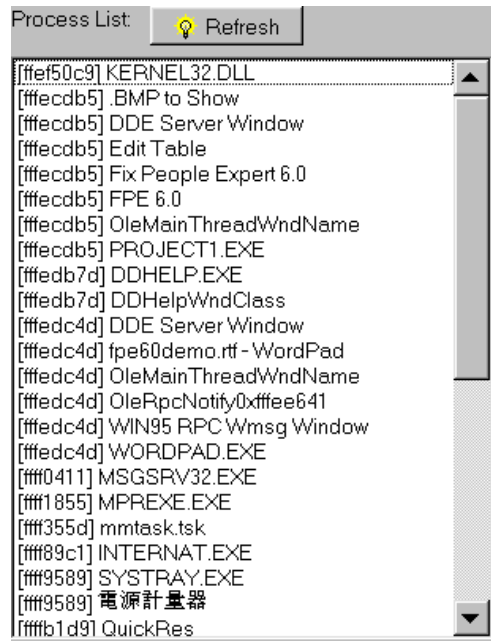 Process List:
Refresh
[ffef50c9] KERNEL32.DLL
[fffecdb5] .BMP to Show
[fffecdb5] DDE Server Window
[fffecdb5] Edit Table
[fffecdb5] Fix People Expert 6.0
[fffecdb5] FPE 6.0
[fffecdb5] OleMainThreadWndName
[fffecdb5] PROJECT1.EXE
[fffedb7d] DDHELP.EXE
[fffedb7d] DDHelpWndClass
[fffedc4d] DDE Server Window
[fffedc4d] fpe60demo.rtf - WordPad
[fffedc4d] OleMainThreadWndName
[fffedc4d] OleRpcNotify0xfffee641
[fffedc4d] WIN95 RPC Wmsg Window
[fffedc4d] WORDPAD.EXE
[ffff0411] MSGSRV32.EXE
[ffff1855] MPREXE.EXE
[ffff355d] mmtask.tsk
[ffff89c1] INTERNAT.EXE
[ffff9589] SYSTRAY.EXE
[ffff9589] 電源計量器
[ffffb1d9] QuickRes